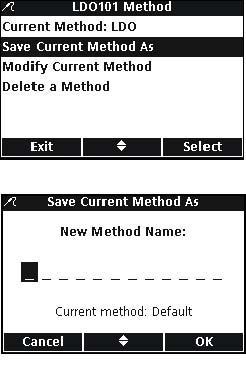 LDO101 Method
Current Method: LDO
Save Current Method As
Modify Current Method
Delete a Method
Exit Select
Save Current Method As
New Method Name:
_ _ _ _ _ _ _ _ _ _ _
Current method: Default
Cancel OK